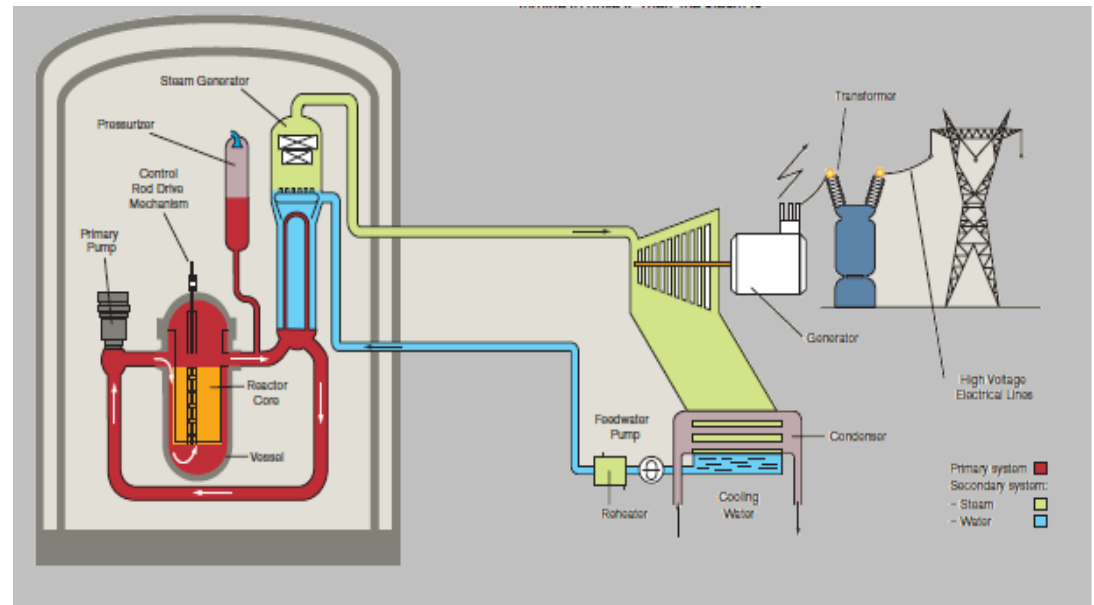 Steam Generator
Pressurizer
Control
Rod Drive
Mechanism
Primary
Pump
Reactor
Core
Vessel
Transformer
Generator
High Voltage
Electrical Lines
Feedwater
Pump
Condenser
Reheater
Cooling
Water
Primary system
Secondary system:
– Steam
– Water